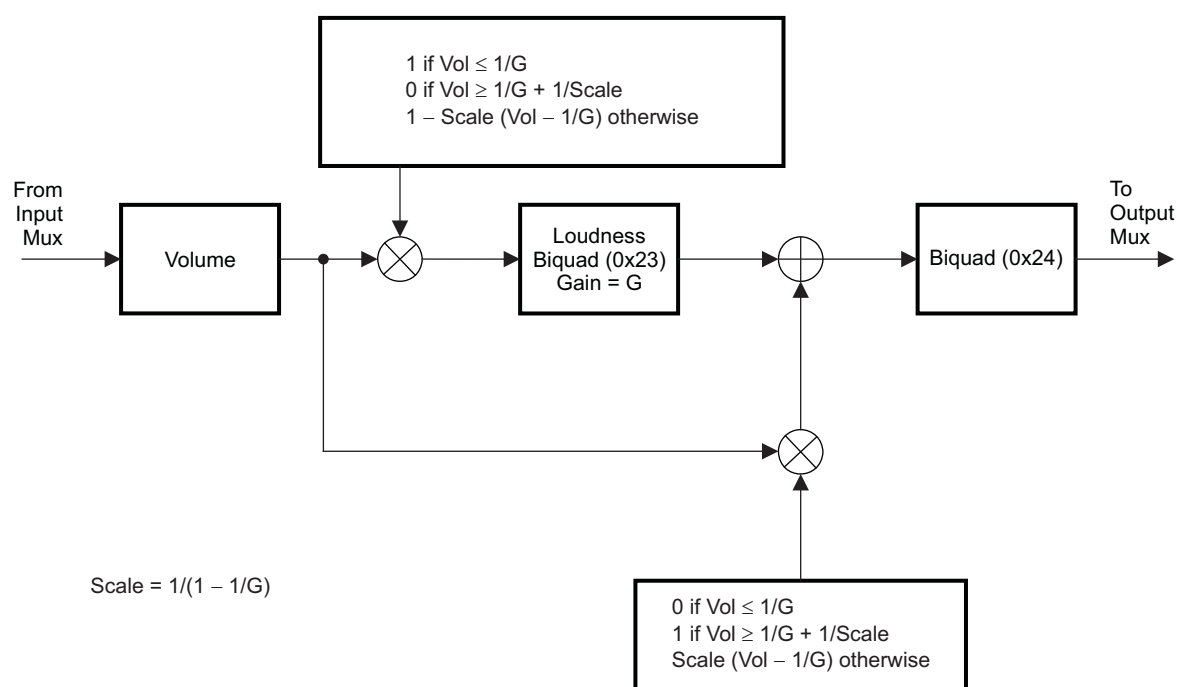 1 if Vol ≤ 1/G
0 if Vol ≥ 1/G + 1/Scale
1 – Scale (Vol – 1/G) otherwise
From
Input
Mux
Volume
Loudness
Biquad (0x23)
Gain = G
Biquad (0x24)
To
Output
Mux
Scale = 1/(1 – 1/G)
0 if Vol ≤ 1/G
1 if Vol ≥ 1/G + 1/Scale
Scale (Vol – 1/G) otherwise